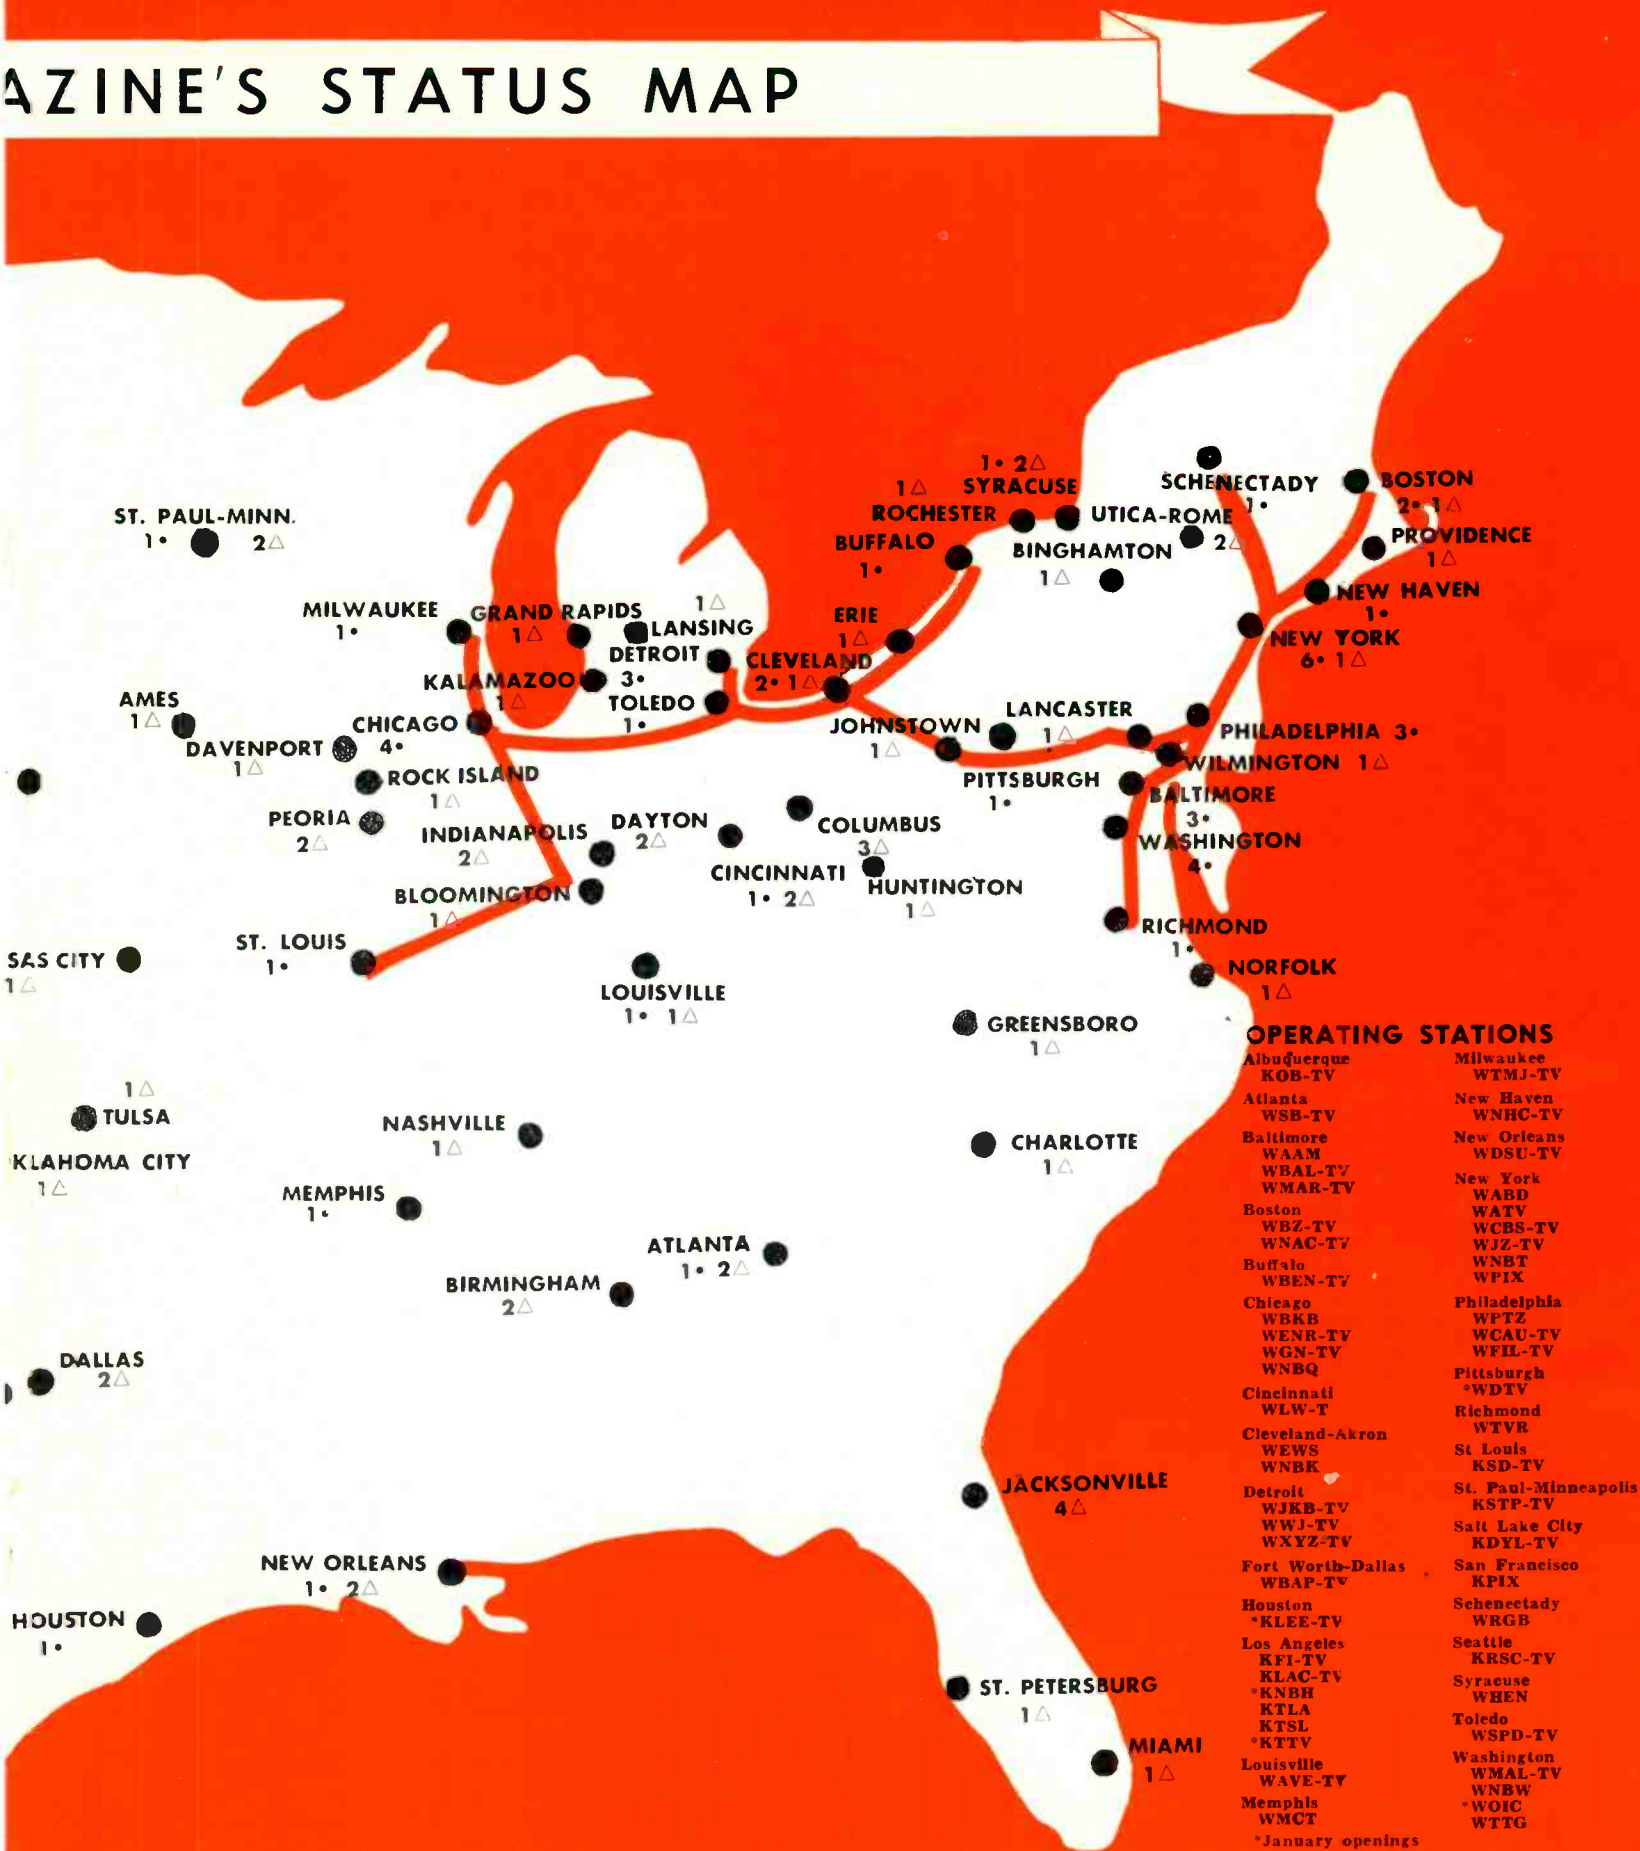 AZINE'S STATUS MAP
1• 2△
SYRACUSE
1△
ROCHESTER
UTICA-ROME
2△
SCHENECTADY
1•
BOSTON
2• 1△
PROVIDENCE
1△
ST. PAUL-MINN.
1• 2△
BUFFALO
1•
BINGHAMTON
1△
NEW HAVEN
1•
MILWAUKEE
1•
GRAND RAPIDS
1△
1△
LANSING
ERIE
1△
NEW YORK
6• 1△
DETROIT
3•
CLEVELAND
2• 1△
KALAMAZOO
1△
TOLEDO
1•
AMES
1△
CHICAGO
4•
DAVENPORT
1△
JOHNSTOWN
1△
LANCASTER
1△
PHILADELPHIA 3•
WILMINGTON 1△
ROCK ISLAND
1△
PITTSBURGH
1•
BALTIMORE
3•
PEORIA
2△
INDIANAPOLIS
2△
DAYTON
2△
COLUMBUS
3△
WASHINGTON
4•
CINCINNATI
1• 2△
HUNTINGTON
1△
BLOOMINGTON
1△
RICHMOND
1•
SAS CITY
1△
ST. LOUIS
1•
LOUISVILLE
1• 1△
NORFOLK
1△
GREENSBORO
1△
1△
TULSA
NASHVILLE
1△
CHARLOTTE
1△
KLAHOMA CITY
1△
MEMPHIS
1•
ATLANTA
1• 2△
BIRMINGHAM
2△
DALLAS
2△
JACKSONVILLE
4△
NEW ORLEANS
1• 2△
HOUSTON
1•
ST. PETERSBURG
1△
MIAMI
1△
OPERATING STATIONS
Albuquerque
KOB-TV
Atlanta
WSB-TV
Baltimore
WAAM
WBAL-TV
WMAR-TV
Boston
WBZ-TV
WNAC-TV
Buffalo
WBEN-TV
Chicago
WBKB
WENR-TV
WGN-TV
WNBQ
Cincinnati
WLW-T
Cleveland-Akron
WEWS
WNBK
Detroit
WJKB-TV
WWJ-TV
WXYZ-TV
Fort Worth-Dallas
WBAP-TV
Houston
*KLEE-TV
Los Angeles
KFI-TV
KLAC-TV
*KNBH
KTLA
KTSL
*KTTV
Louisville
WAVE-TV
Memphis
WMCT
*January openings
Milwaukee
WTMJ-TV
New Haven
WNHC-TV
New Orleans
WDSU-TV
New York
WABD
WATV
WCBS-TV
WJZ-TV
WNBT
WPIX
Philadelphia
WPTZ
WCAU-TV
WFIL-TV
Pittsburgh
*WDTV
Richmond
WTVR
St Louis
KSD-TV
St. Paul-Minneapolis
KSTP-TV
Salt Lake City
KDYL-TV
San Francisco
KPIX
Schenectady
WRGB
Seattle
KRSC-TV
Syracuse
WHEN
Toledo
WSPD-TV
Washington
WMAL-TV
WNBW
*WOIC
WTTG